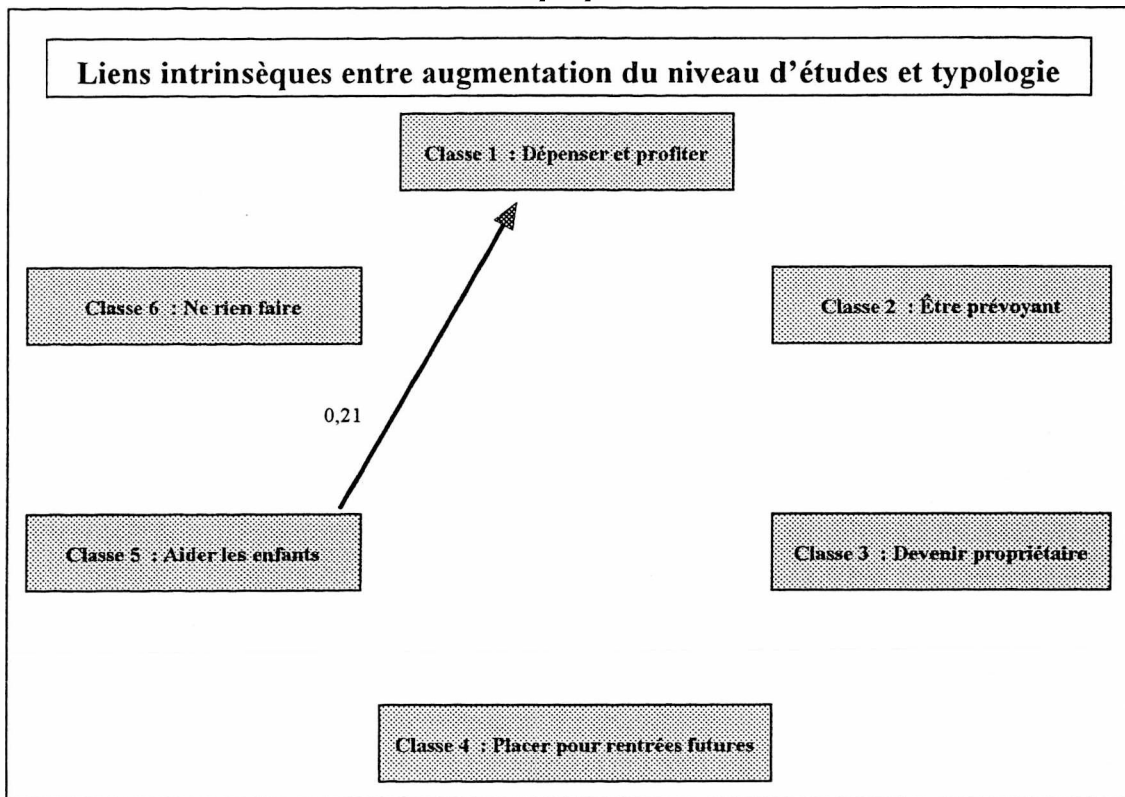 Liens intrinsèques entre augmentation du niveau d'études et typologie
Classe 1 : Dépenser et profiter
Classe 6 : Ne rien faire
Classe 2 : Être prévoyant
0,21
Classe 5 : Aider les enfants
Classe 3 : Devenir propriétaire
Classe 4 : Placer pour rentrées futures